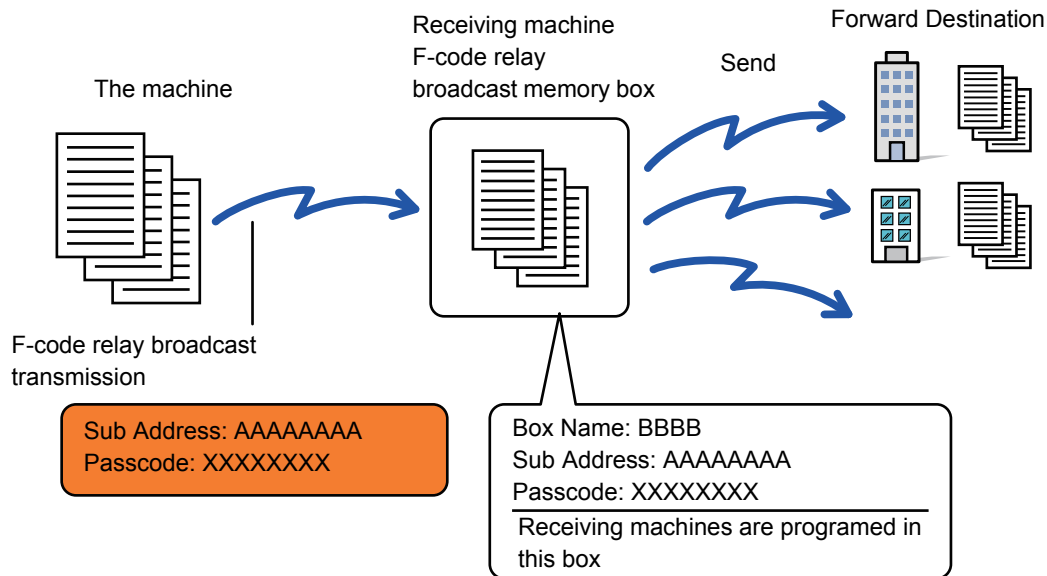 The machine
Receiving machine
F-code relay
broadcast memory box
Send
Forward Destination
F-code relay broadcast
transmission
Sub Address: AAAAAAAA
Passcode: XXXXXXXX
Box Name: BBBB
Sub Address: AAAAAAAA
Passcode: XXXXXXXX
Receiving machines are programed in
this box